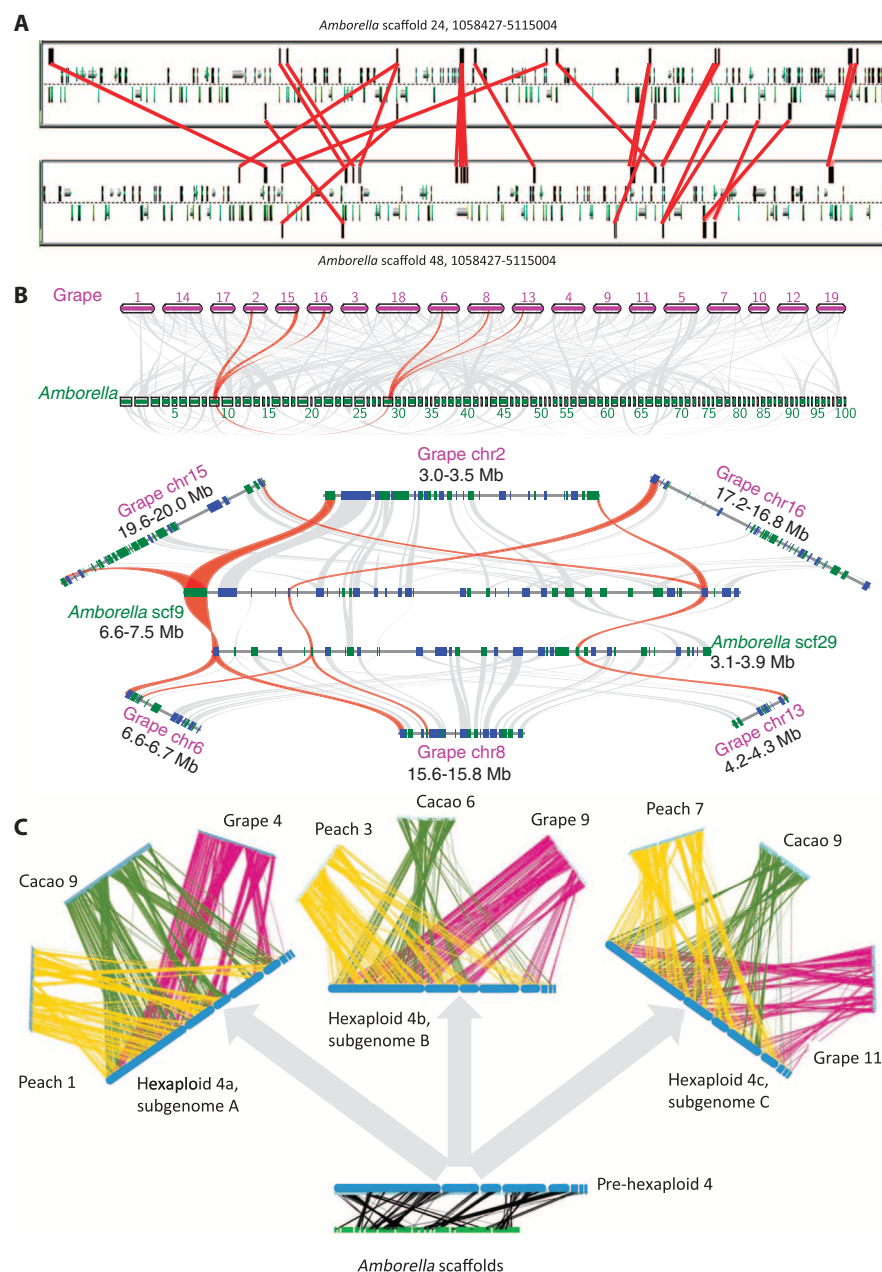 A
Amborella scaffold 24, 1058427-5115004
Amborella scaffold 48, 1058427-5115004
B
Grape
1 14 17 2 15 16 3 18 6 8 13 4 9 11 5 7 10 12 19
Amborella
5 10 15 20 25 30 35 40 45 50 55 60 65 70 75 80 85 90 95 100
Grape chr15
19.6-20.0 Mb
Grape chr2
3.0-3.5 Mb
Grape chr16
17.2-16.8 Mb
Amborella scf9
6.6-7.5 Mb
Amborella scf29
3.1-3.9 Mb
Grape chr6
6.6-6.7 Mb
Grape chr8
15.6-15.8 Mb
Grape chr13
4.2-4.3 Mb
C
Cacao 9
Grape 4
Peach 1
Hexaploid 4a,
subgenome A
Peach 3
Cacao 6
Grape 9
Hexaploid 4b,
subgenome B
Peach 7
Cacao 9
Grape 11
Hexaploid 4c,
subgenome C
Pre-hexaploid 4
Amborella scaffolds